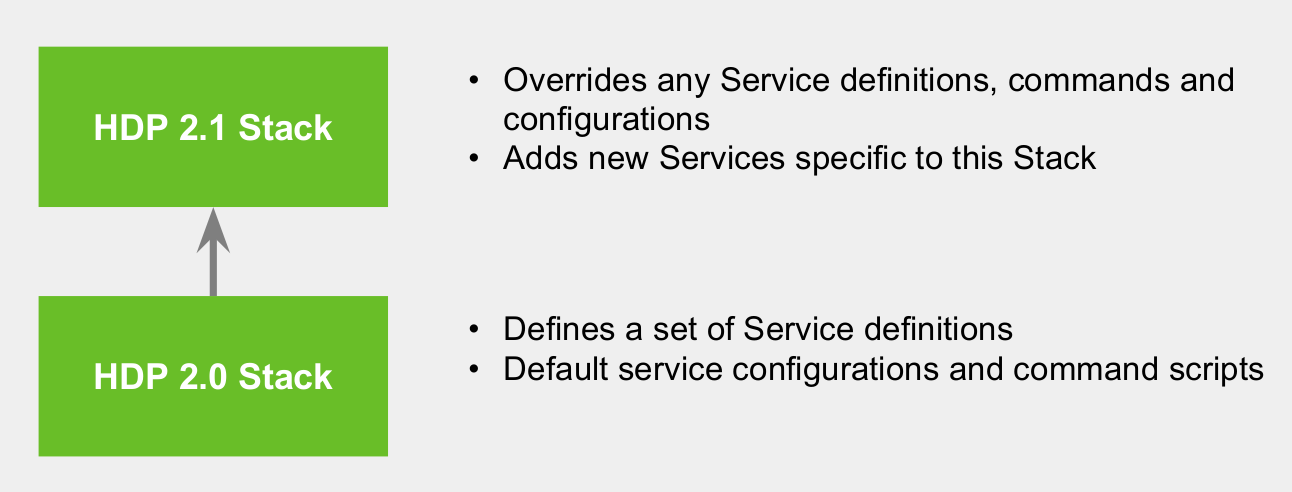 HDP 2.1 Stack
• Overrides any Service definitions, commands and
configurations
• Adds new Services specific to this Stack
HDP 2.0 Stack
• Defines a set of Service definitions
• Default service configurations and command scripts